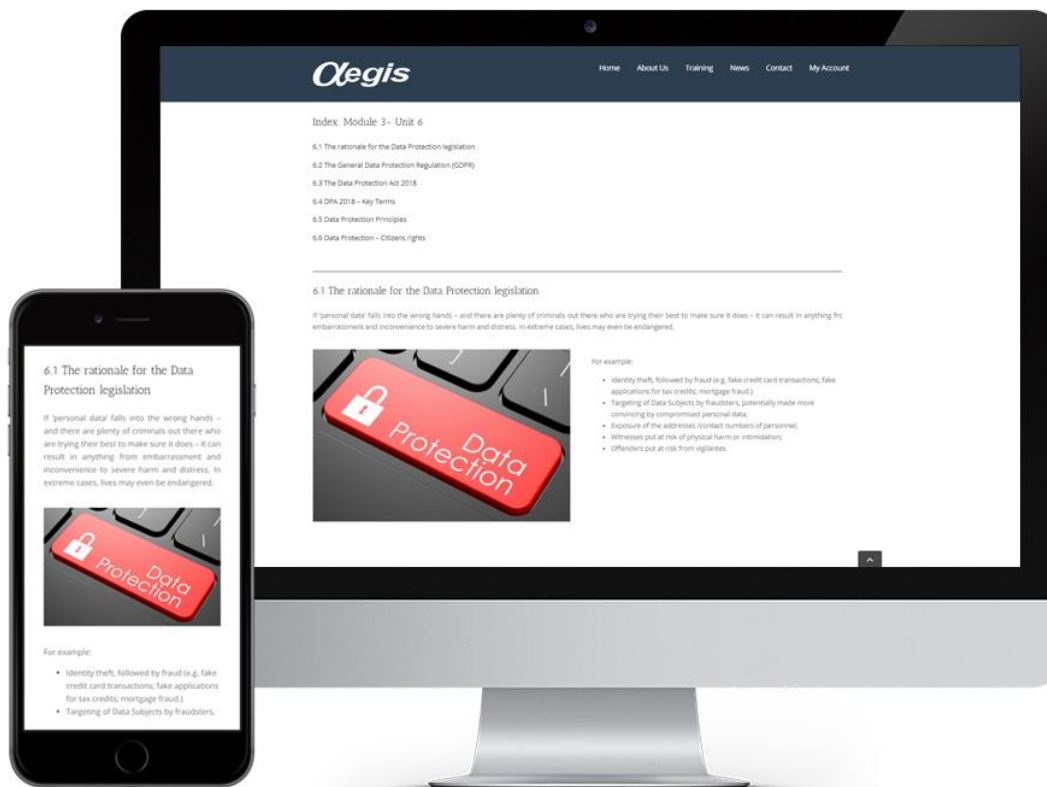 αegis
Home About Us Training News Contact My Account
Index: Module 3- Unit 6
6.1 The rationale for the Data Protection legislation
6.2 The General Data Protection Regulation (GDPR)
6.3 The Data Protection Act 2018
6.4 DPA 2018 – Key Terms
6.5 Data Protection Principles
6.6 Data Protection – Citizens rights
6.1 The rationale for the Data Protection legislation
If 'personal data' falls into the wrong hands – and there are plenty of criminals out there who are trying their best to make sure it does – it can result in anything frc
embarrassment and inconvenience to severe harm and distress. In extreme cases, lives may even be endangered.
Data
Protection
For example:
• Identity theft, followed by fraud (e.g. fake credit card transactions; fake
applications for tax credits; mortgage fraud.)
• Targeting of Data Subjects by fraudsters, potentially made more
convincing by compromised personal data;
• Exposure of the addresses /contact numbers of personnel;
• Witnesses put at risk of physical harm or intimidation;
• Offenders put at risk from vigilantes.
6.1 The rationale for the Data
Protection legislation
If 'personal data' falls into the wrong hands –
and there are plenty of criminals out there who
are trying their best to make sure it does – it can
result in anything from embarrassment and
inconvenience to severe harm and distress. In
extreme cases, lives may even be endangered.
Data
Protection
For example:
• Identity theft, followed by fraud (e.g. fake
credit card transactions; fake applications
for tax credits; mortgage fraud.)
• Targeting of Data Subjects by fraudsters,